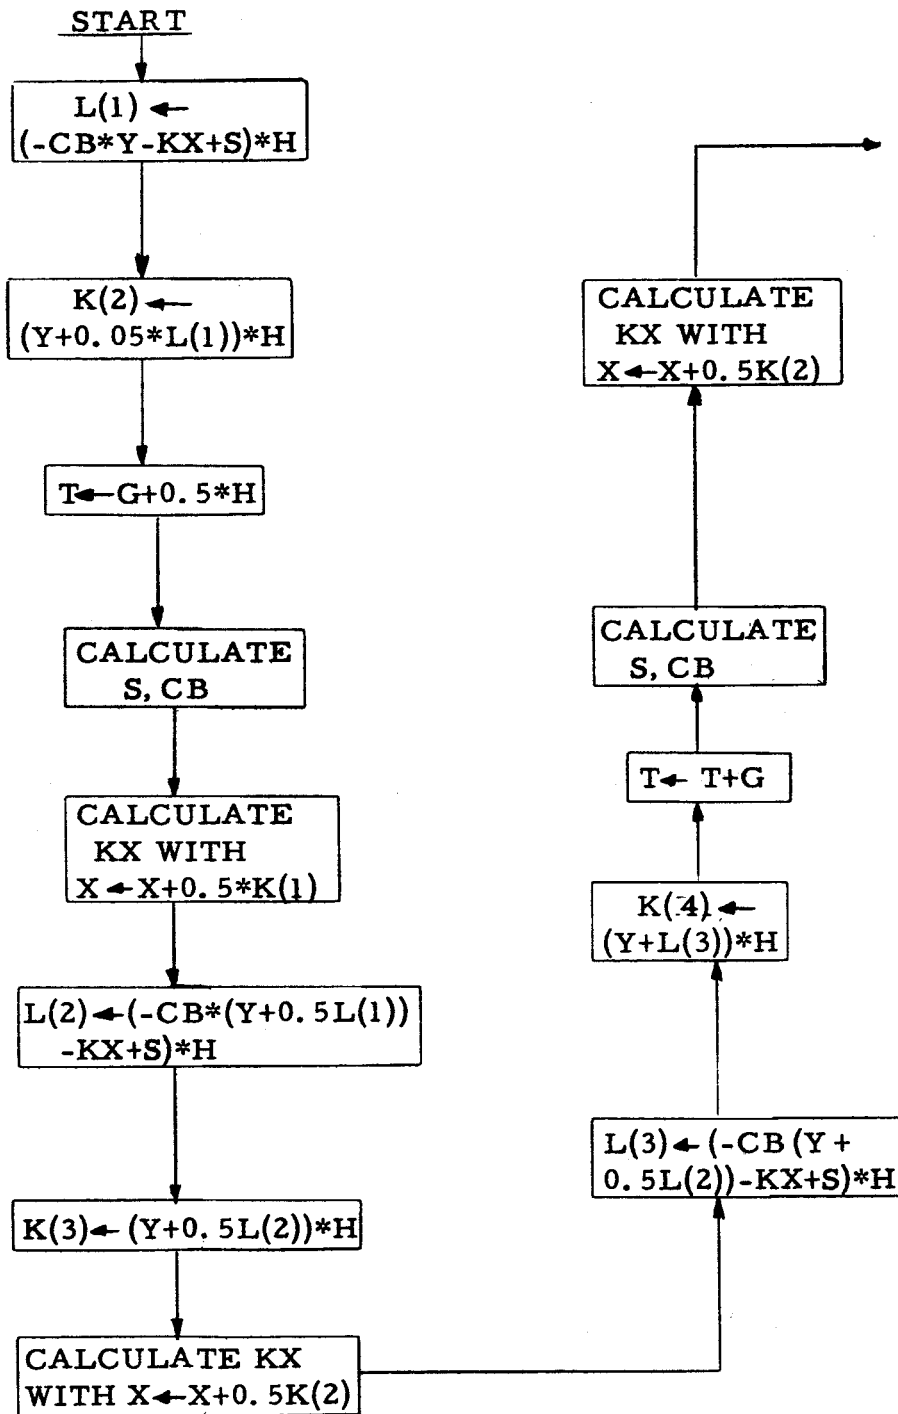 START
L(1) ←
(-CB*Y-KX+S)*H
K(2) ←
(Y+0.05*L(1))*H
T←G+0.5*H
CALCULATE
S, CB
CALCULATE
KX WITH
X←X+0.5*K(1)
L(2)←(-CB*(Y+0.5L(1))
-KX+S)*H
K(3)← (Y+0.5L(2))*H
CALCULATE KX
WITH X←X+0.5K(2)
L(3)← (-CB(Y+
0.5L(2))-KX+S)*H
K(4) ←
(Y+L(3))*H
T← T+G
CALCULATE
S, CB
CALCULATE
KX WITH
X←X+0.5K(2)